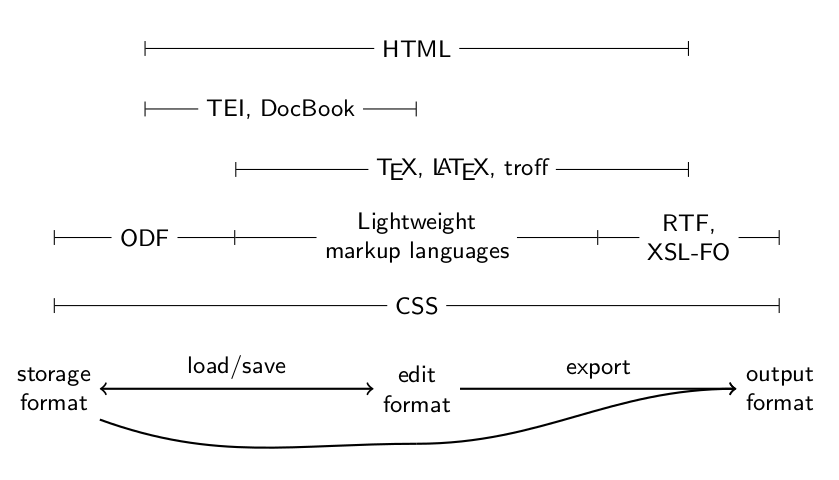 HTML
TEI, DocBook
TEX, LATEX, troff
ODF
Lightweight
markup languages
RTF,
XSL-FO
CSS
storage
format
load/save
edit
format
export
output
format